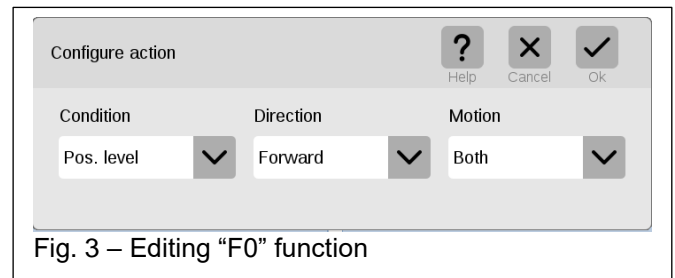 Configure action
?
Help Cancel Ok
Condition Direction Motion
Pos. level Forward Both
Fig. 3 – Editing “F0” function